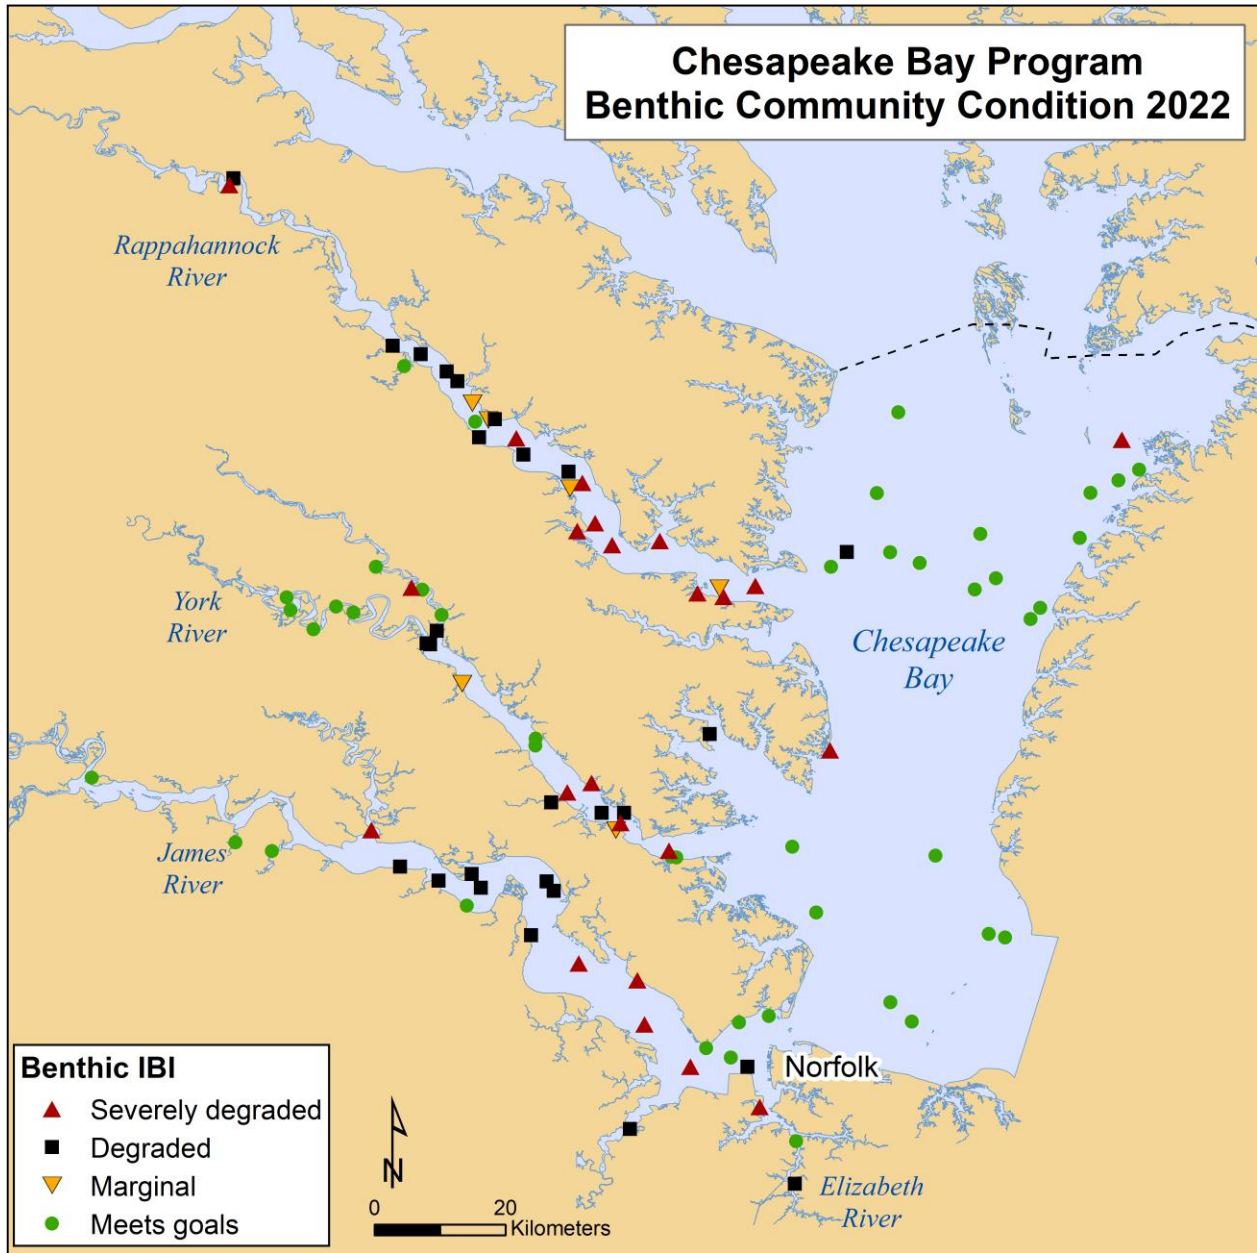 Chesapeake Bay Program
Benthic Community Condition 2022
Rappahannock
River
York
River
Chesapeake
Bay
James
River
Norfolk
Elizabeth
River
Benthic IBI
Severely degraded
Degraded
Marginal
Meets goals
N
0 20
Kilometers